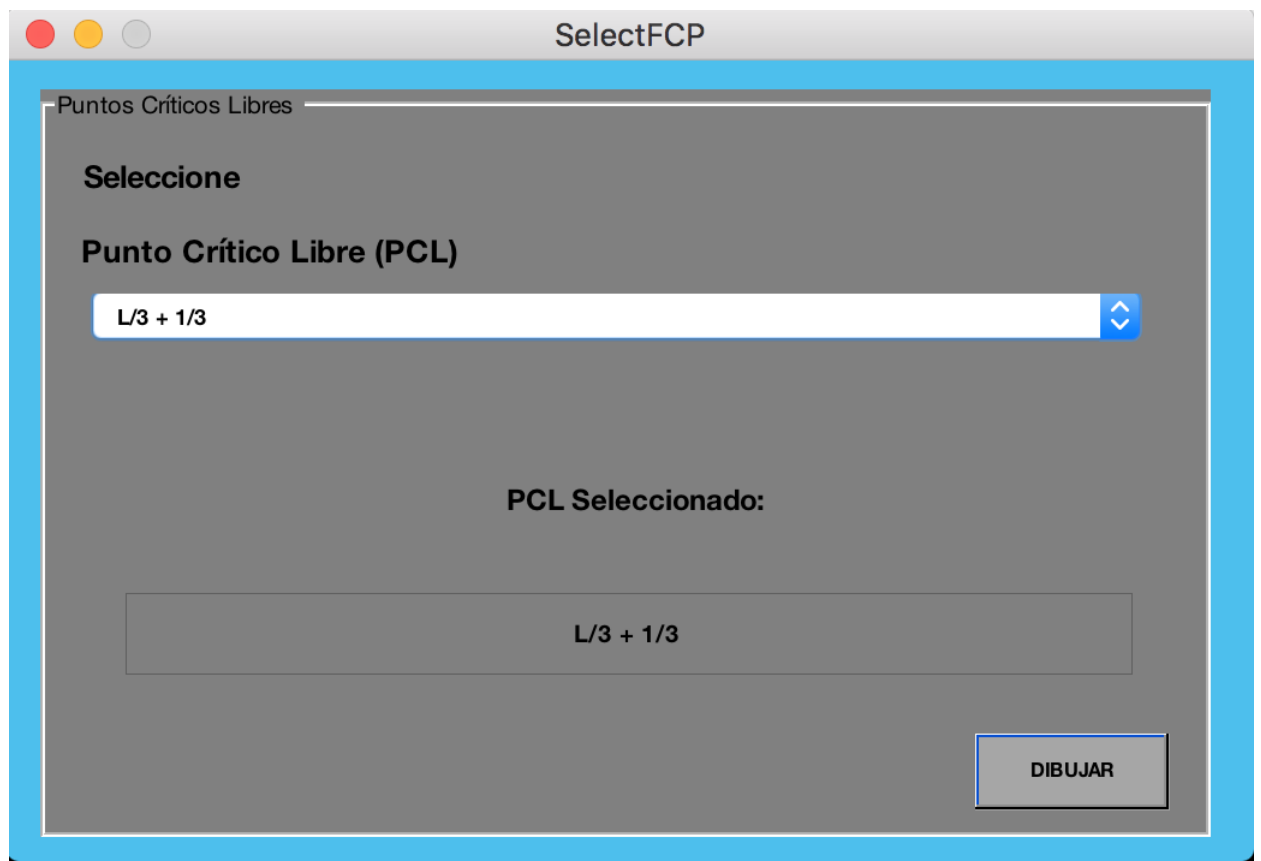 SelectFCP
Puntos Críticos Libres
Seleccione
Punto Crítico Libre (PCL)
L/3 + 1/3
PCL Seleccionado:
L/3 + 1/3
DIBUJAR